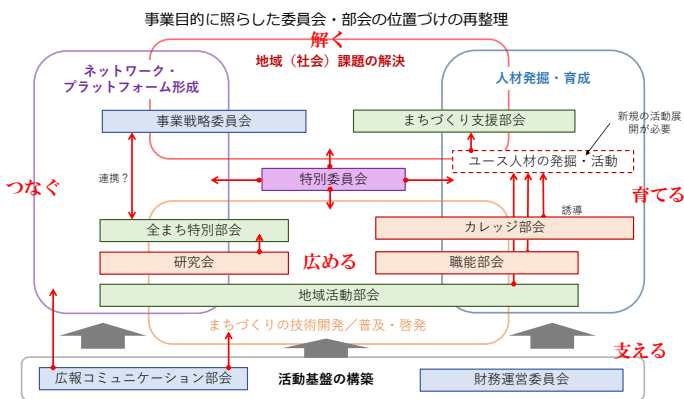 事業目的に照らした委員会・部会の位置づけの再整理
解く
地域（社会）課題の解決
ネットワーク・
プラットフォーム形成
人材発掘・育成
事業戦略委員会
まちづくり支援部会
新規の活動展
開が必要
ユース人材の発掘・活動
連携？
特別委員会
つなぐ
育てる
誘導
全まち特別部会
カレッジ部会
研究会
広める
職能部会
地域活動部会
まちづくりの技術開発／普及・啓発
支える
広報コミュニケーション部会
活動基盤の構築
財務運営委員会